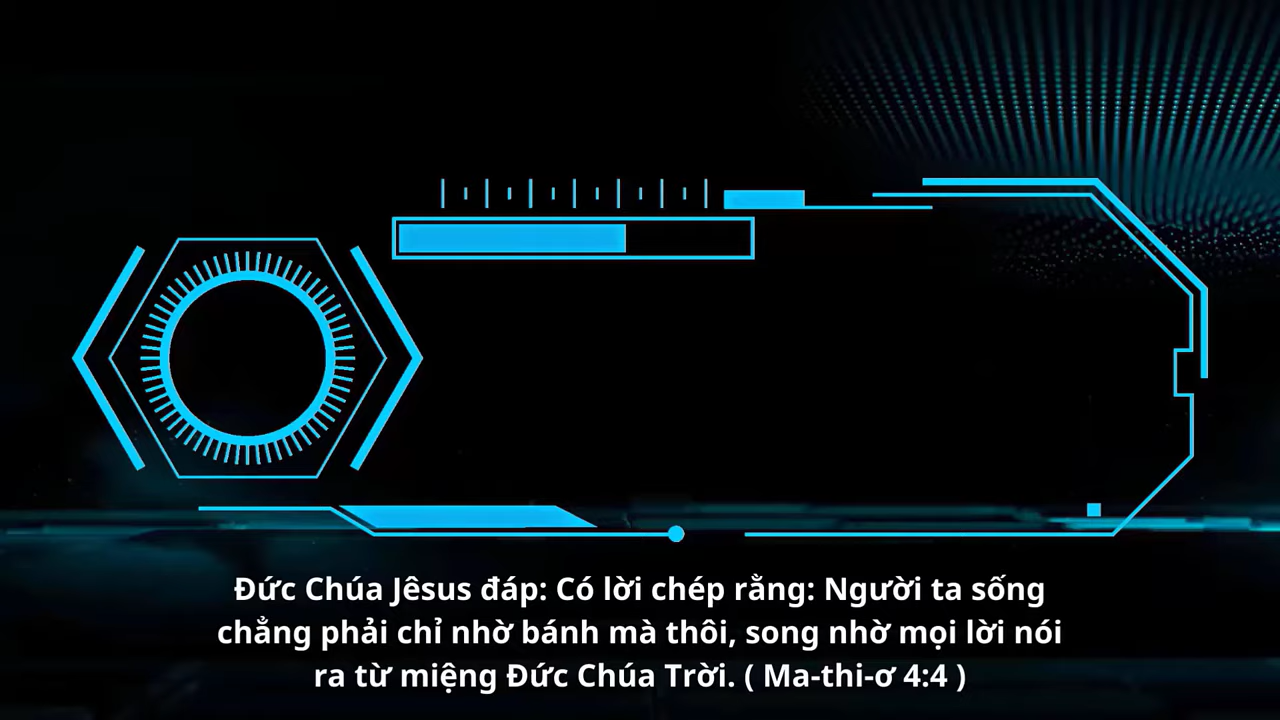 Đức Chúa Jêsus đáp: Có lời chép rằng: Người ta sống
chẳng phải chỉ nhờ bánh mà thôi, song nhờ mọi lời nói
ra từ miệng Đức Chúa Trời. ( Ma-thi-ơ 4:4 )